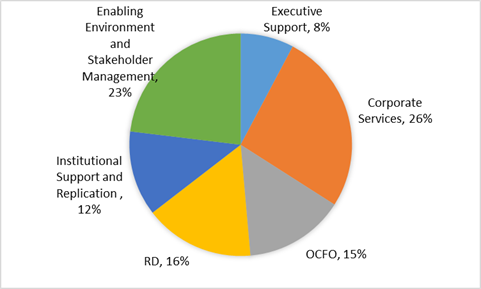 Executive
Support, 8%
Corporate
Services, 26%
OCFO, 15%
RD, 16%
Institutional
Support and
Replication ,
12%
Enabling
Environment
and
Stakeholder
Management,
23%